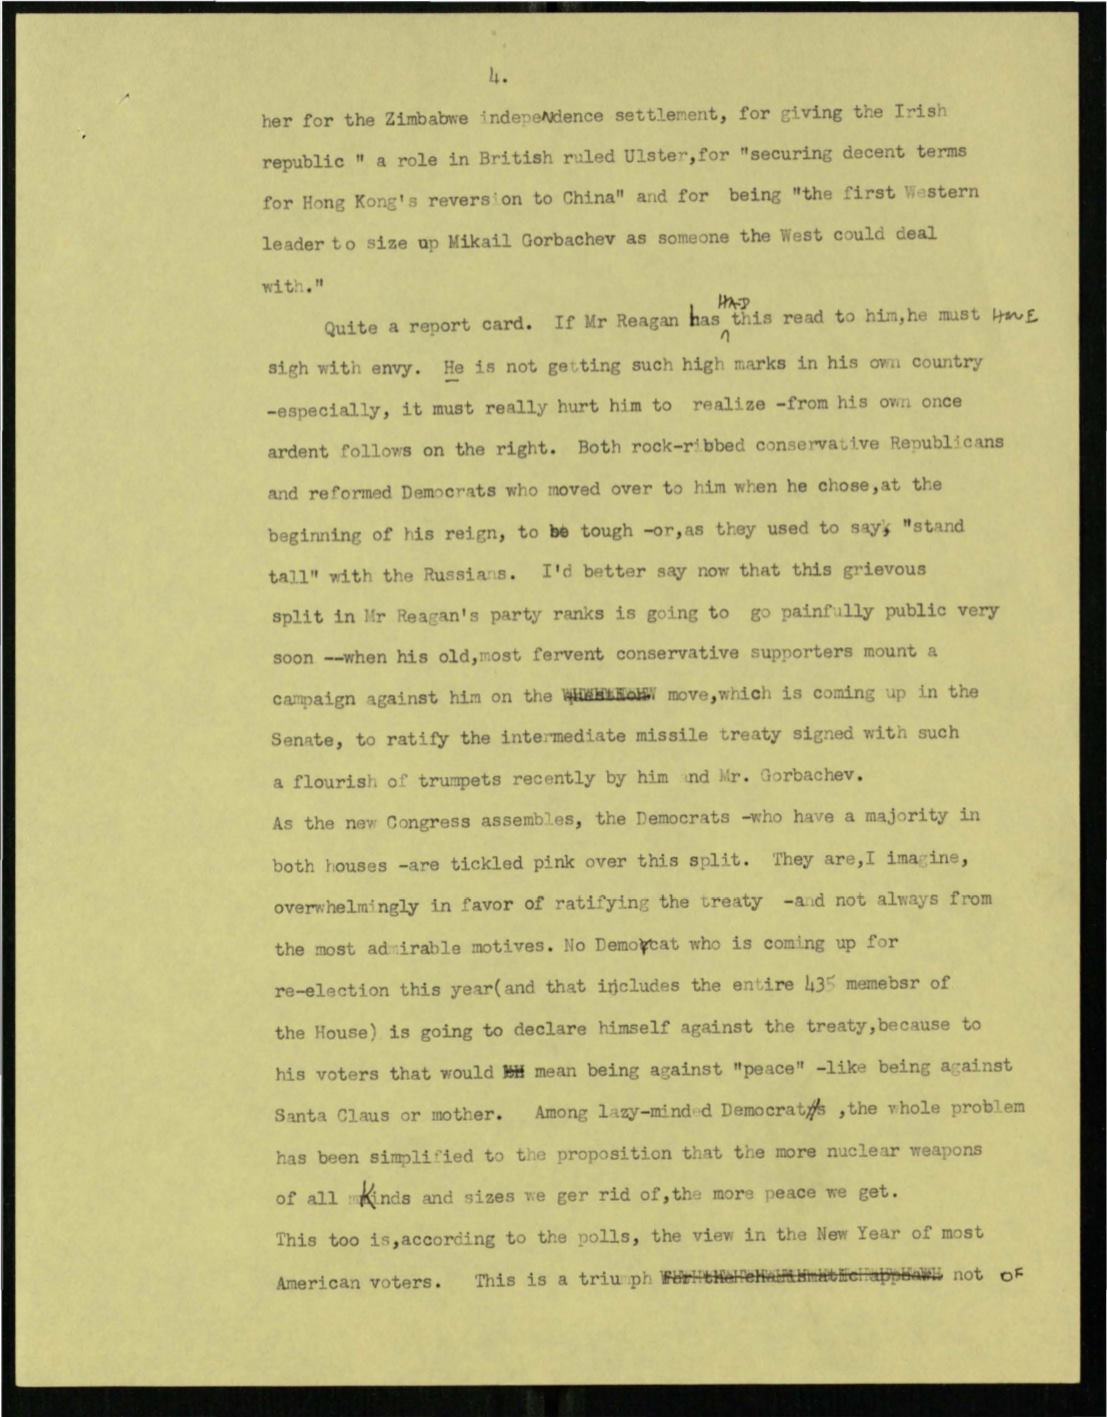 4.
her for the Zimbabwe indepeNdence settlement, for giving the Irish
republic " a role in British ruled Ulster,for "securing decent terms
for Hong Kong's reversion to China" and for being "the first Western
leader to size up Mikail Gorbachev as someone the West could deal
with."
HAD
Quite a report card. If Mr Reagan has this read to him,he must HAVE
sigh with envy. He is not getting such high marks in his own country
-especially, it must really hurt him to realize -from his own once
ardent follows on the right. Both rock-ribbed conservative Republicans
and reformed Democrats who moved over to him when he chose,at the
beginning of his reign, to be tough -or,as they used to say, "stand
tall" with the Russians. I'd better say now that this grievous
split in Mr Reagan's party ranks is going to go painfully public very
soon --when his old,most fervent conservative supporters mount a
campaign against him on the move,which is coming up in the
Senate, to ratify the intermediate missile treaty signed with such
a flourish of trumpets recently by him and Mr. Gorbachev.
As the new Congress assembles, the Democrats -who have a majority in
both houses -are tickled pink over this split. They are,I imagine,
overwhelmingly in favor of ratifying the treaty -and not always from
the most admirable motives. No Demorcat who is coming up for
re-election this year(and that includes the entire 435 memebsr of
the House) is going to declare himself against the treaty,because to
his voters that would mean being against "peace" -like being against
Santa Claus or mother. Among lazy-minded Democrats ,the whole problem
has been simplified to the proposition that the more nuclear weapons
of all Kinds and sizes we ger rid of,the more peace we get.
This too is,according to the polls, the view in the New Year of most
American voters. This is a triumph for the charismatic appeal not OF